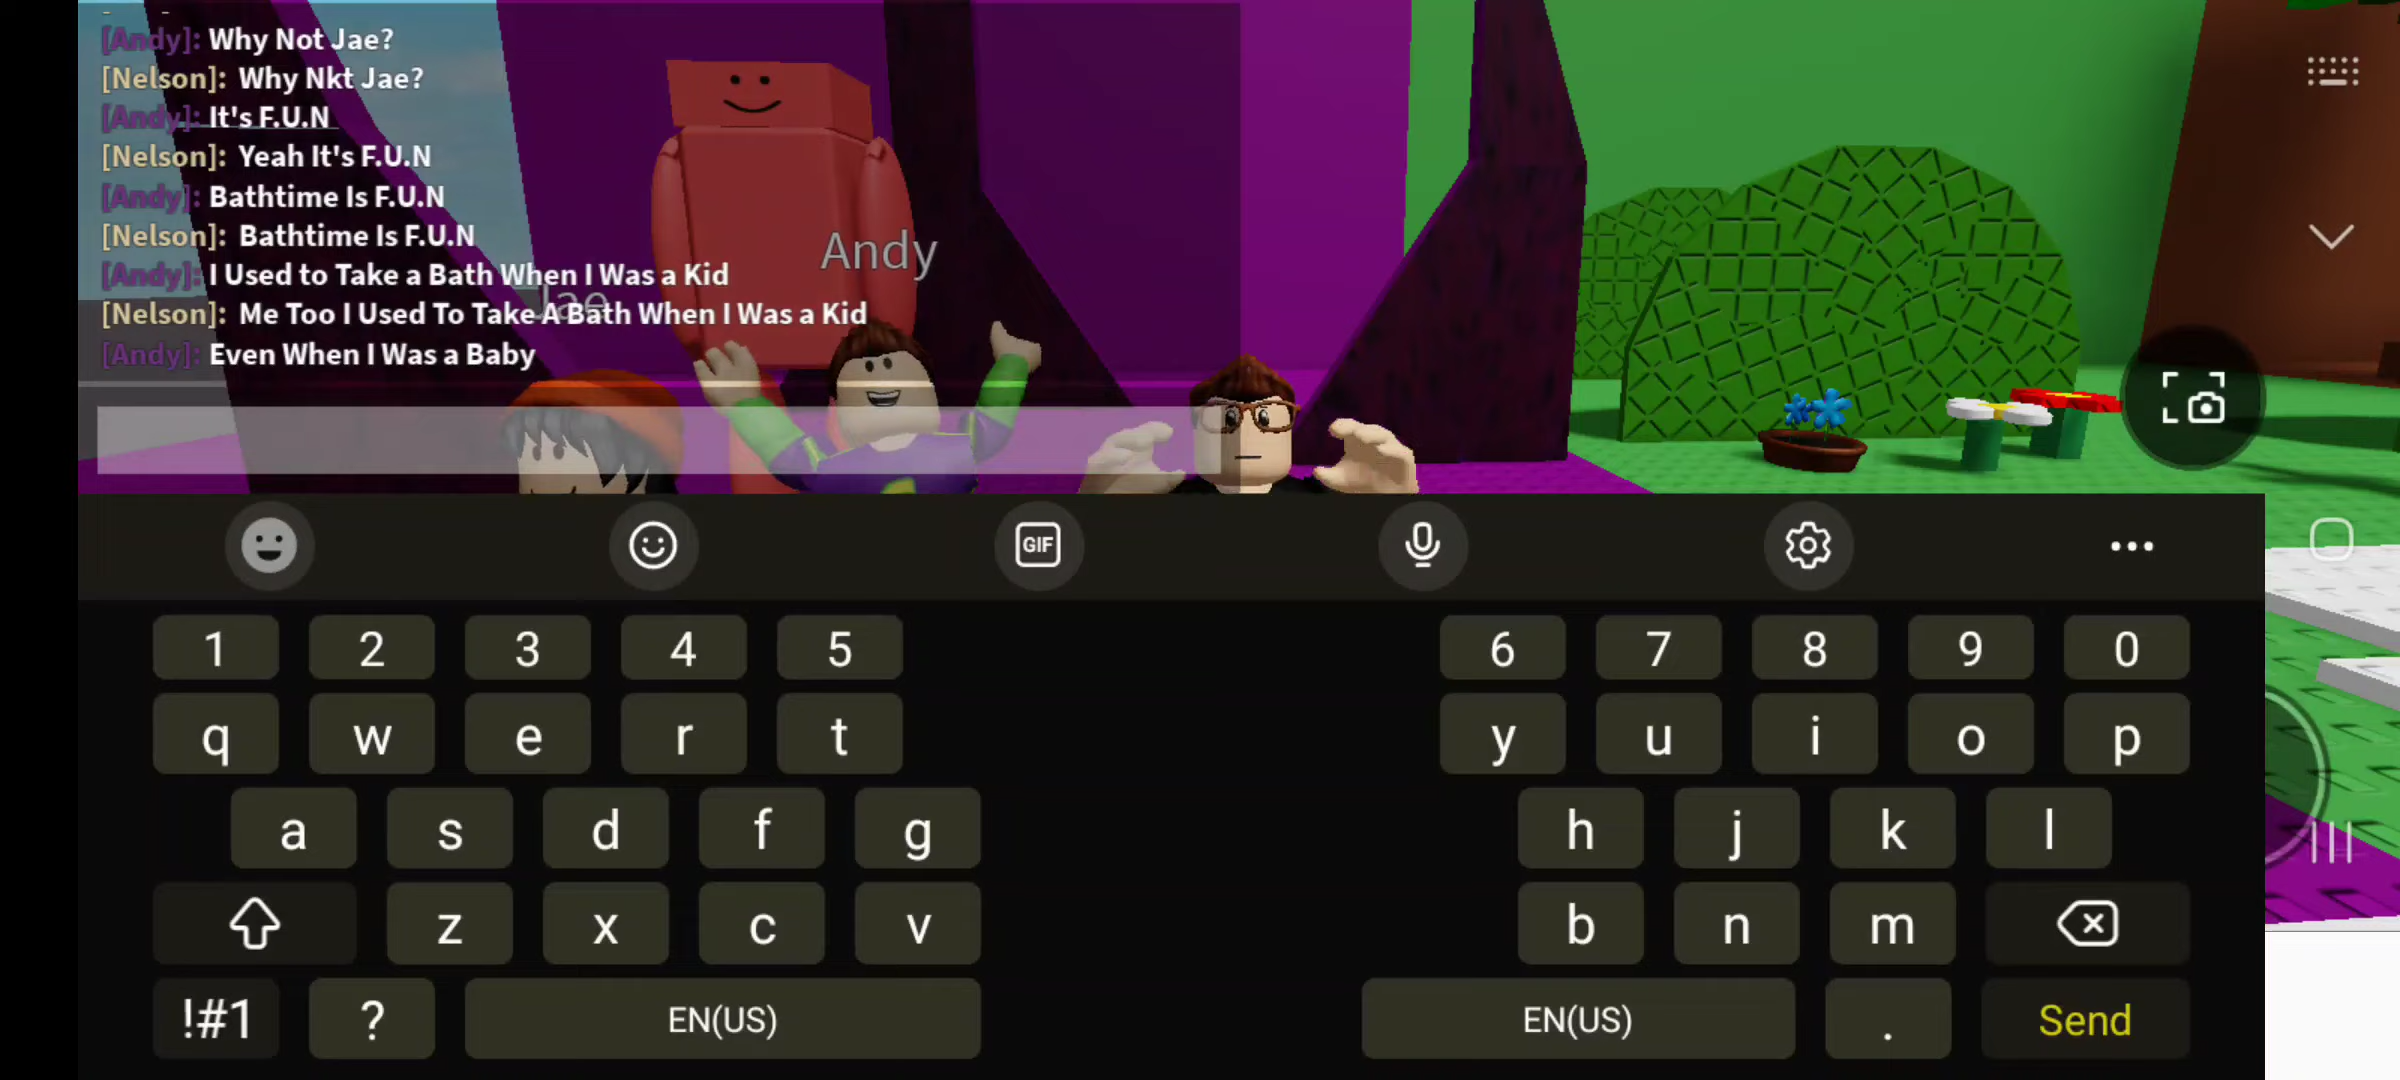 [Andy]: Why Not Jae?
[Nelson]: Why Nkt Jae?
[Andy]: It's F.U.N
[Nelson]: Yeah It's F.U.N
[Andy]: Bathtime Is F.U.N
[Nelson]: Bathtime Is F.U.N
[Andy]: I Used to Take a Bath When I Was a Kid
[Nelson]: Me Too I Used To Take A Bath When I Was a Kid
[Andy]: Even When I Was a Baby
Andy
Jae
GIF
1 2 3 4 5 6 7 8 9 0
q w e r t y u i o p
a s d f g h j k l
z x c v b n m
!#1 ? EN(US) EN(US) . Send